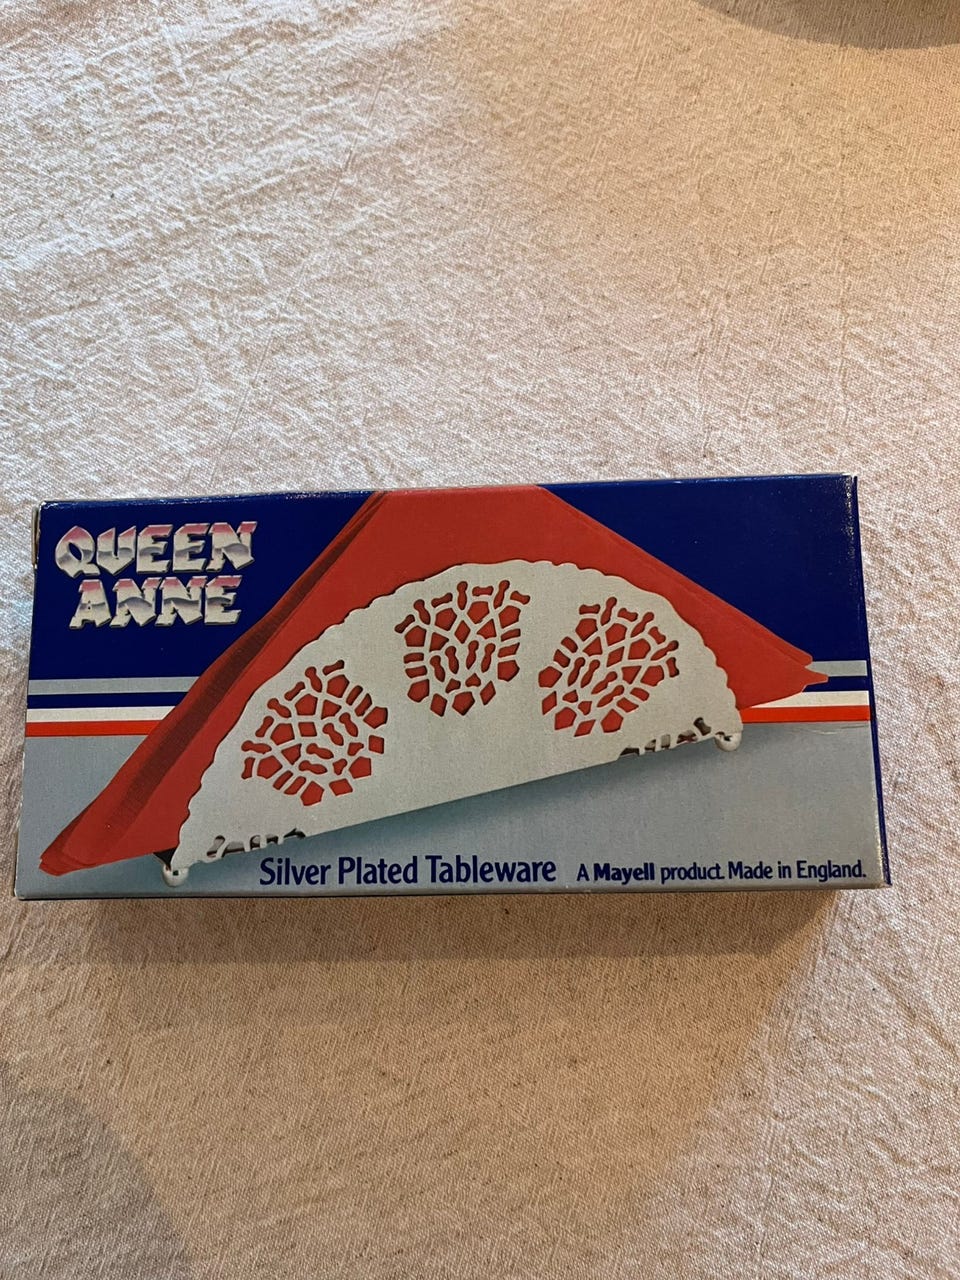 QUEEN
ANNE
Silver Plated Tableware A Mayell product. Made in England.